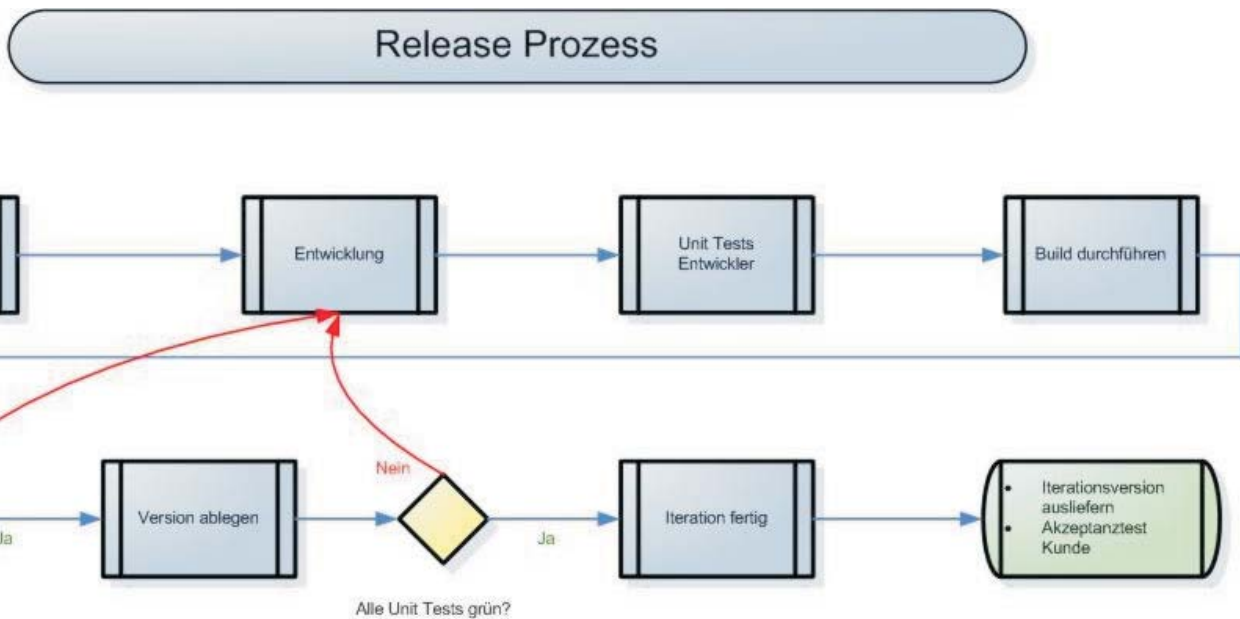 Release Prozess
Entwicklung
Unit Tests
Entwickler
Build durchführen
Nein
Version ablegen
Iteration fertig
• Iterationsversion
ausliefern
• Akzeptanztest
Kunde
Ja
Ja
Alle Unit Tests grün?